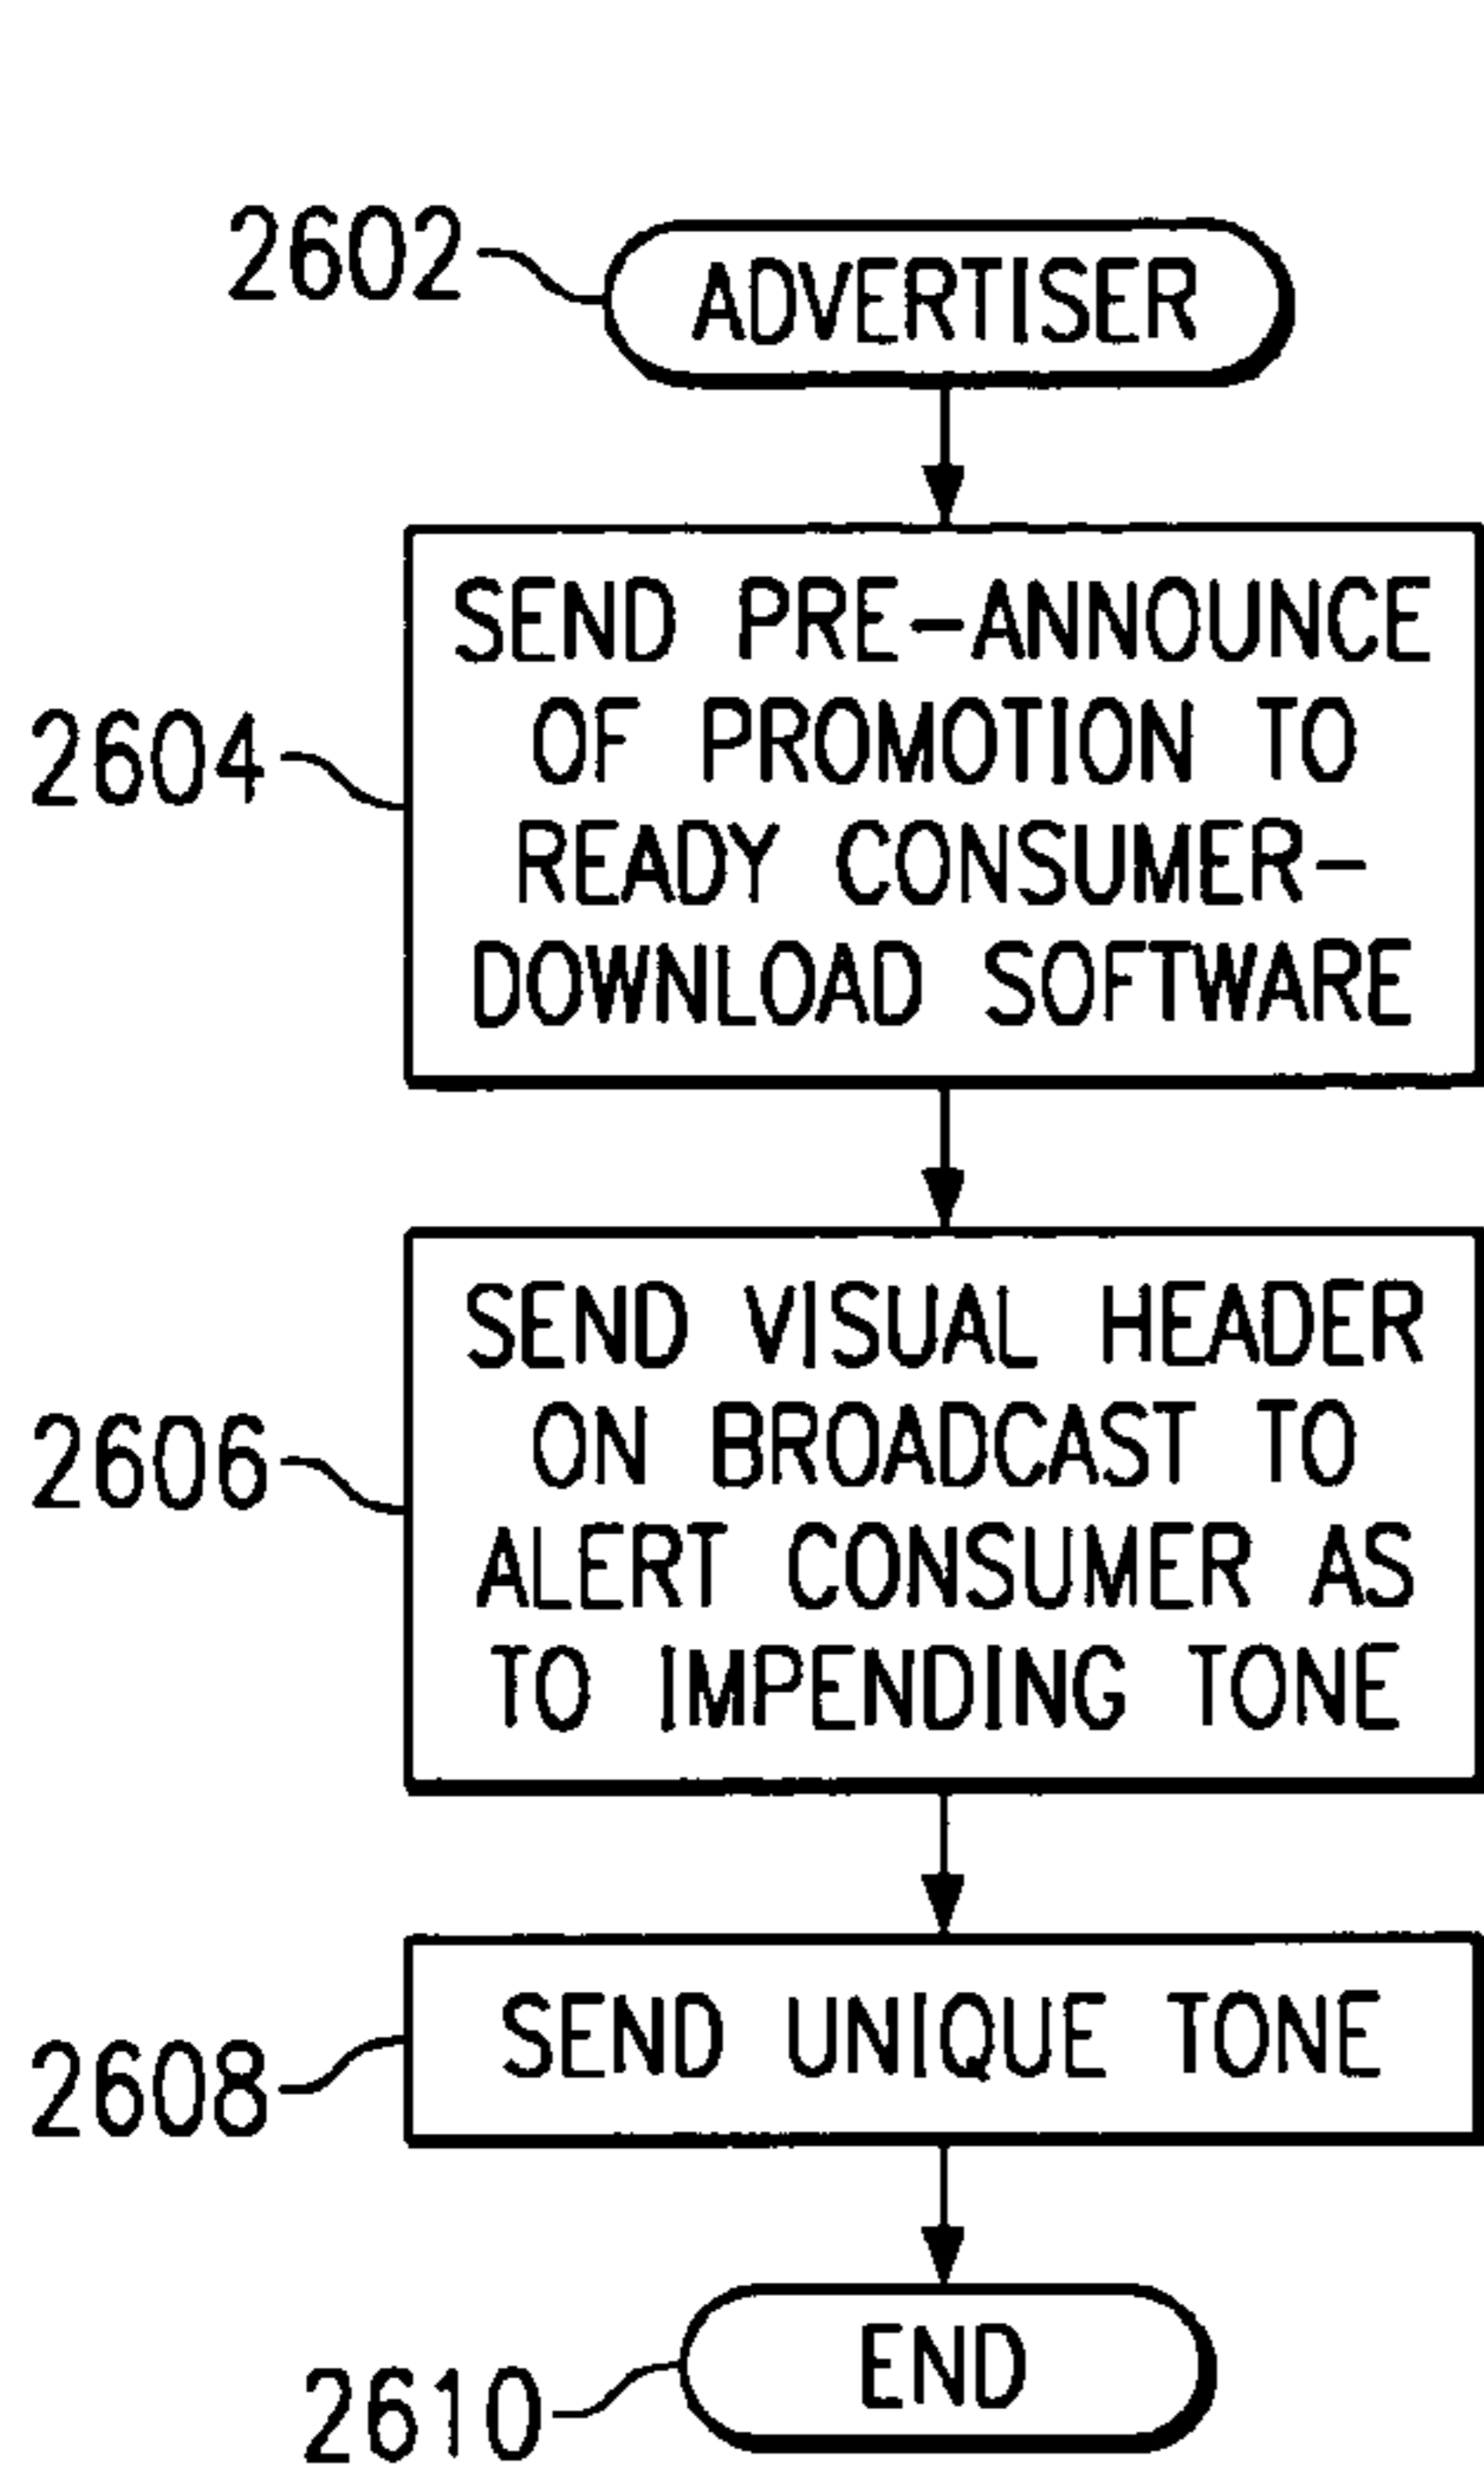 2602
ADVERTISER
SEND PRE-ANNOUNCE
OF PROMOTION TO
2604
READY CONSUMER-
DOWNLOAD SOFTWARE
SEND VISUAL HEADER
ON BROADCAST TO
2606
ALERT CONSUMER AS
TO IMPENDING TONE
SEND UNIQUE TONE
2608
END
2610